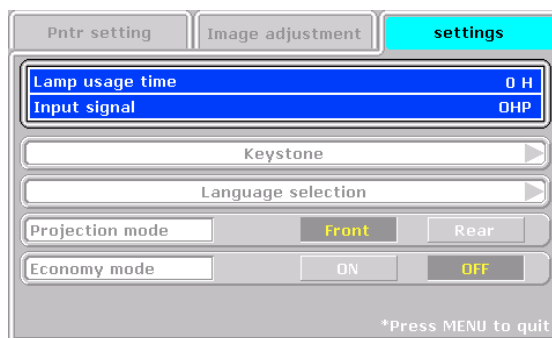 Pntr setting Image adjustment settings
Lamp usage time 0 H
Input signal OHP
Keystone
Language selection
Projection mode Front Rear
Economy mode ON OFF
*Press MENU to quit